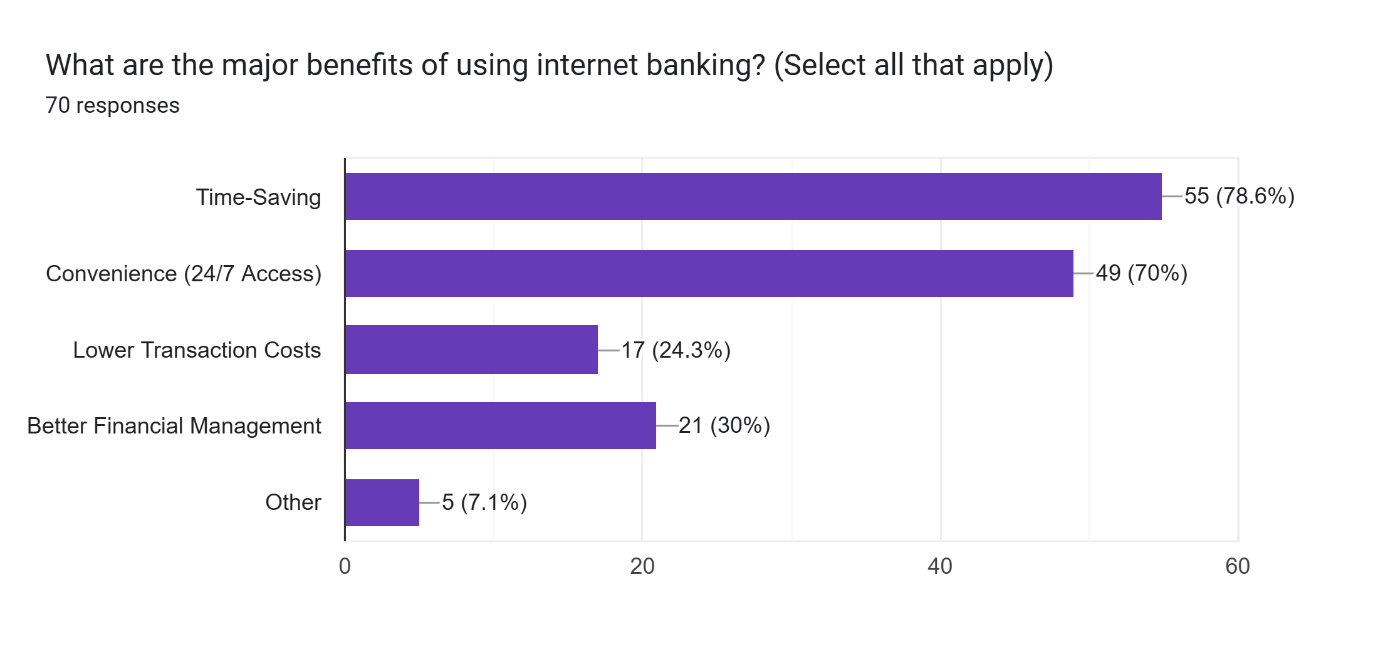 What are the major benefits of using internet banking? (Select all that apply)
70 responses
Time-Saving
55 (78.6%)
Convenience (24/7 Access)
49 (70%)
Lower Transaction Costs
17 (24.3%)
Better Financial Management
21 (30%)
Other
5 (7.1%)
0
20
40
60